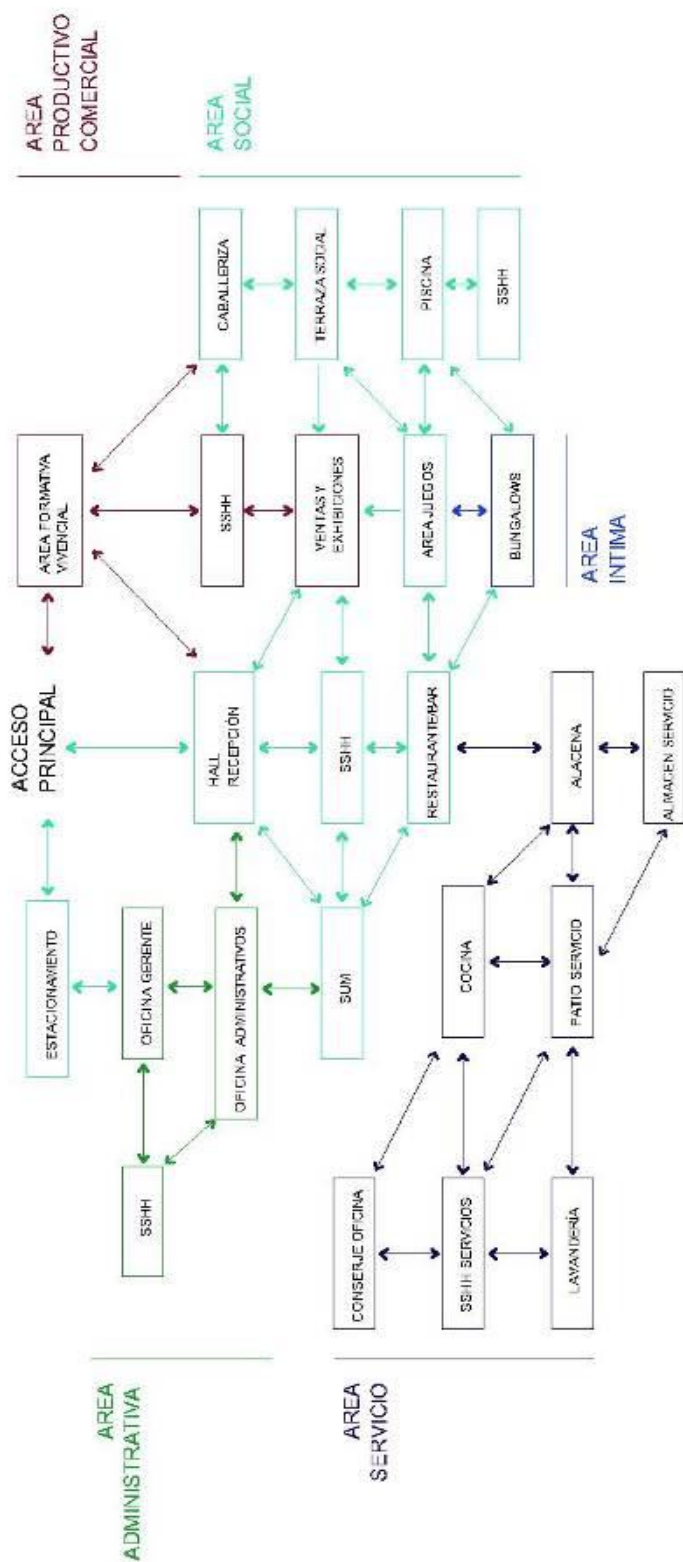 AREA
ADMINISTRATIVA
AREA
SERVICIO
SSHH
CONSERJE OFICINA
SSHH SERVICIOS
LAVANDERÍA
ESTACIONAMIENTO
OFICINA GERENTE
OFICINA ADMINISTRATIVOS
SUM
COCINA
PATIO SERVICIO
ACCESO
PRINCIPAL
HALL
RECEPCIÓN
SSHH
RESTAURANTE/BAR
ALACENA
ALMACEN SERVICIO
AREA FORMATIVA
VIVENCIAL
SSHH
VENTAS Y
EXHIBICIONES
AREA JUEGOS
BUNGALOWS
AREA
INTIMA
CABALLERIZA
TERRAZA SOCIAL
PISCINA
SSHH
AREA
PRODUCTIVO
COMERCIAL
AREA
SOCIAL